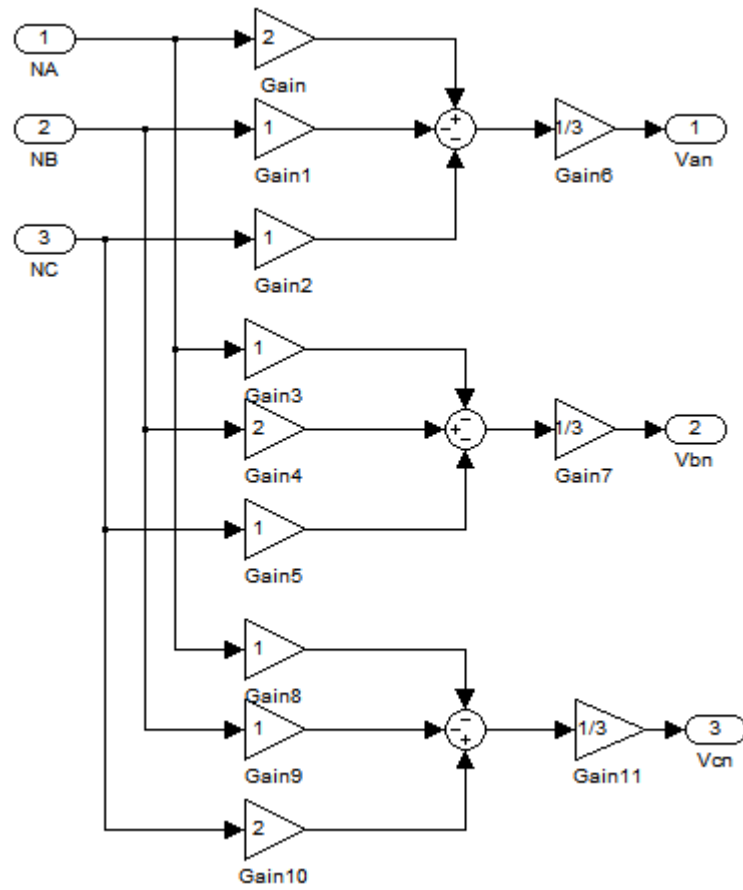 1
NA
2
Gain
+
−
−
2
NB
1
Gain1
1/3
Gain6
1
Van
3
NC
1
Gain2
1
Gain3
2
Gain4
−
+
−
1/3
Gain7
2
Vbn
1
Gain5
1
Gain8
1
Gain9
−
−
+
1/3
Gain11
3
Vcn
2
Gain10